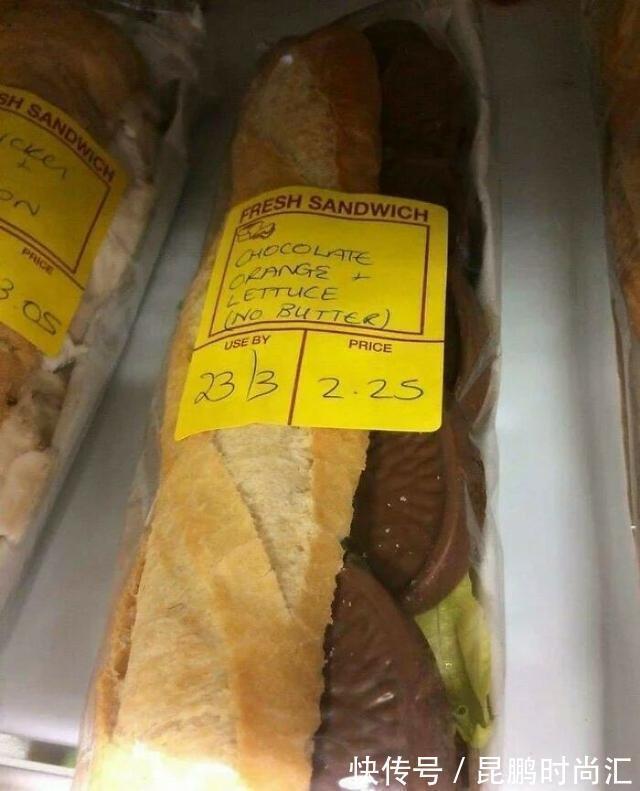 SH SANDWICH
+
ON
PRICE
3.05
FRESH SANDWICH
CHOCOLATE
ORANGE +
LETTUCE
(NO BUTTER)
USE BY
PRICE
23/3
2.25
快传号 / 昆鹏时尚汇